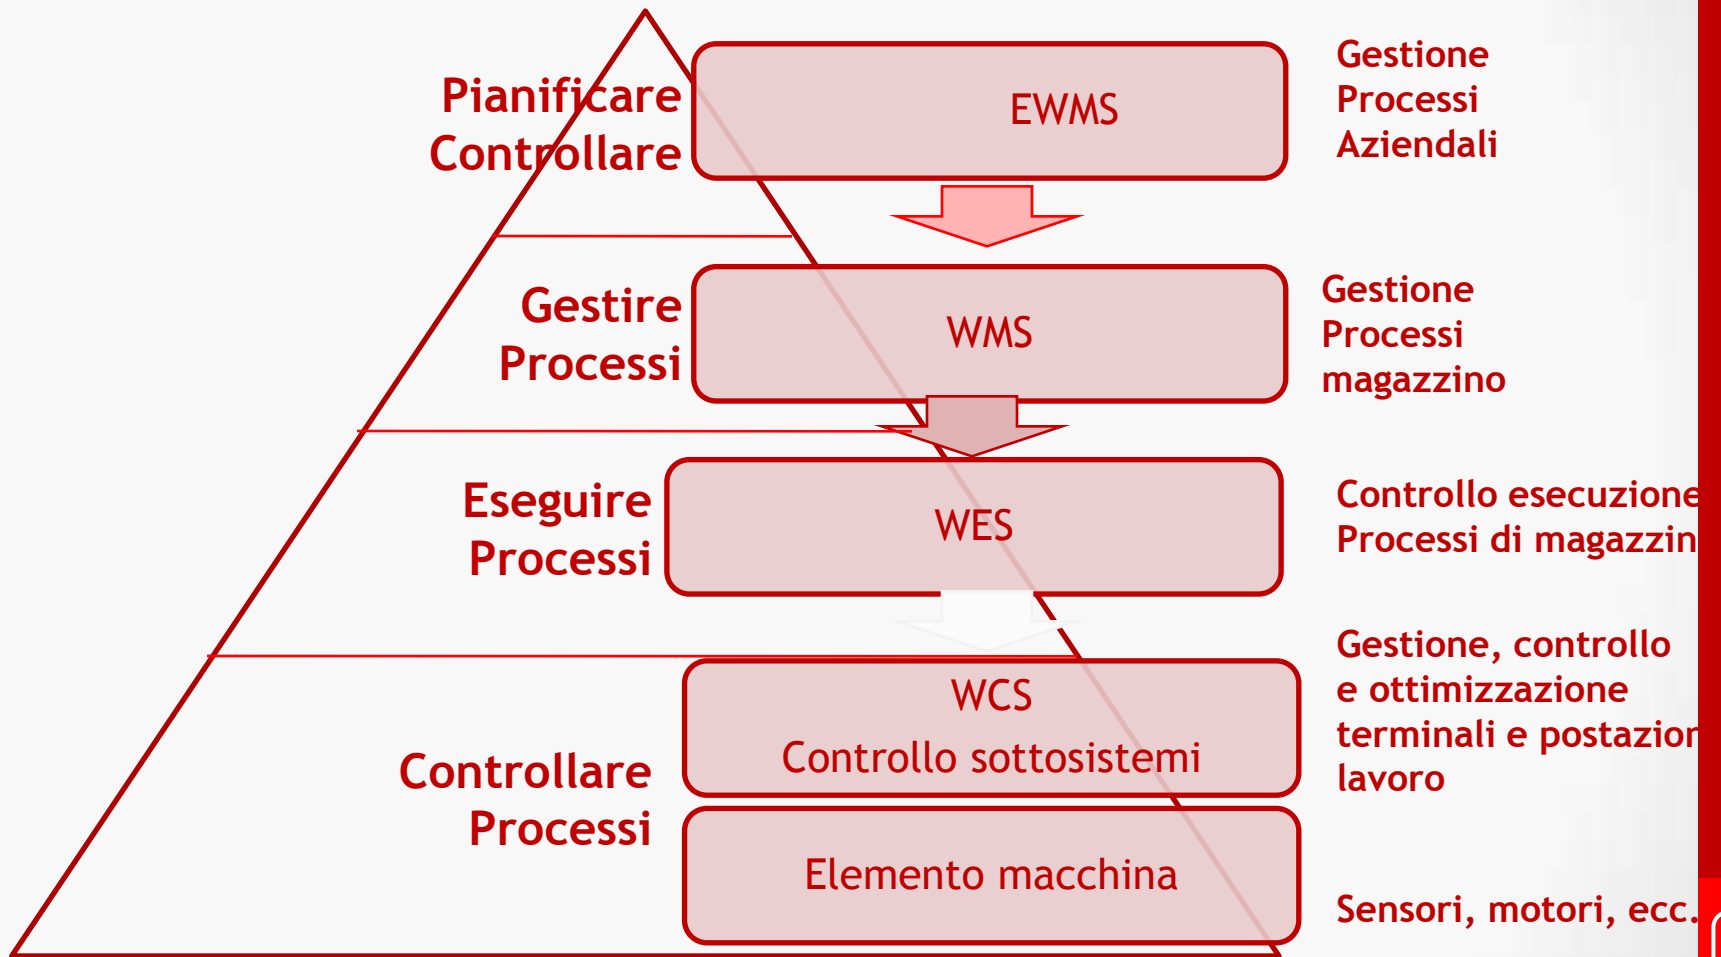 Pianificare
Controllare
EWMS
Gestione
Processi
Aziendali
Gestire
Processi
WMS
Gestione
Processi
magazzino
Eseguire
Processi
WES
Controllo esecuzione
Processi di magazzin
Controllare
Processi
WCS
Controllo sottosistemi
Gestione, controllo
e ottimizzazione
terminali e postazion
lavoro
Elemento macchina
Sensori, motori, ecc.